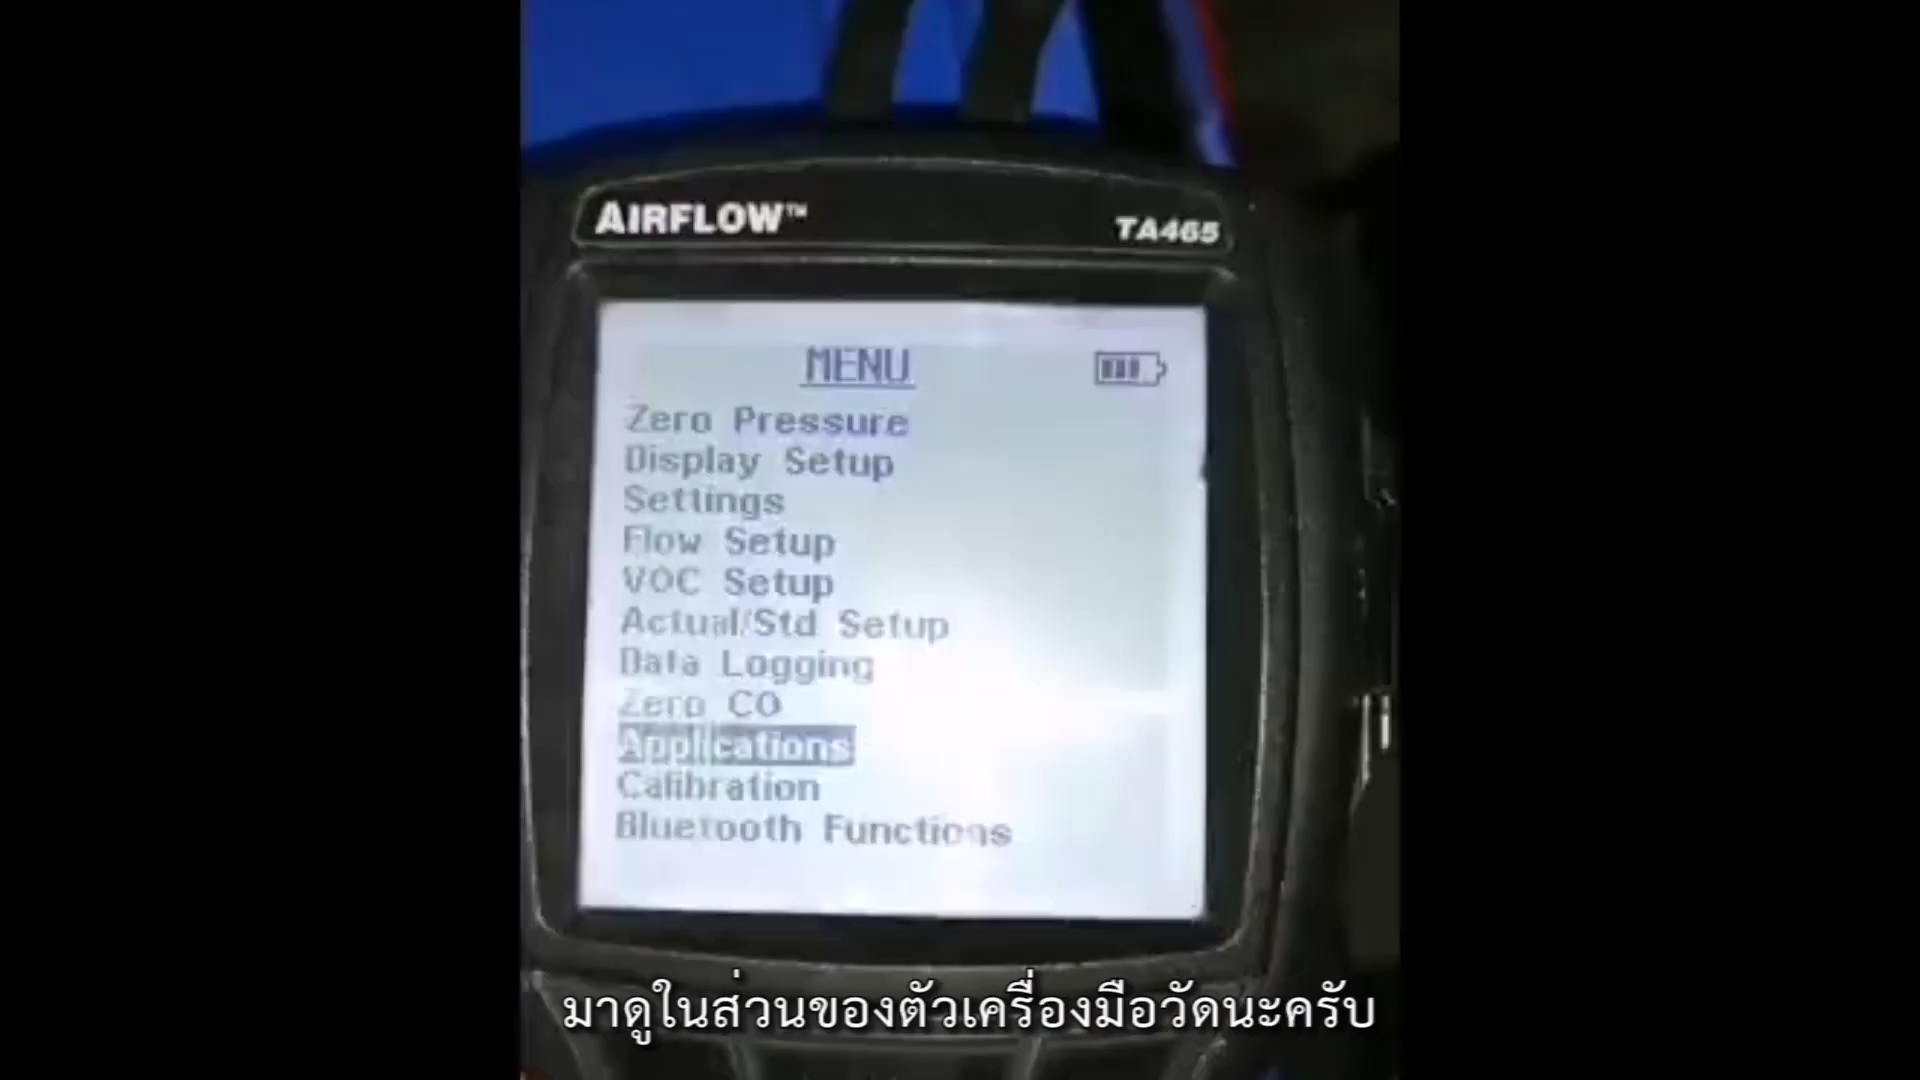 AIRFLOW™ TA465
MENU
Zero Pressure
Display Setup
Settings
Flow Setup
VOC Setup
Actual/Std Setup
Data Logging
Zero CO
Applications
Calibration
Bluetooth Functions
มาดูในส่วนของตัวเครื่องมือวัดนะครับ